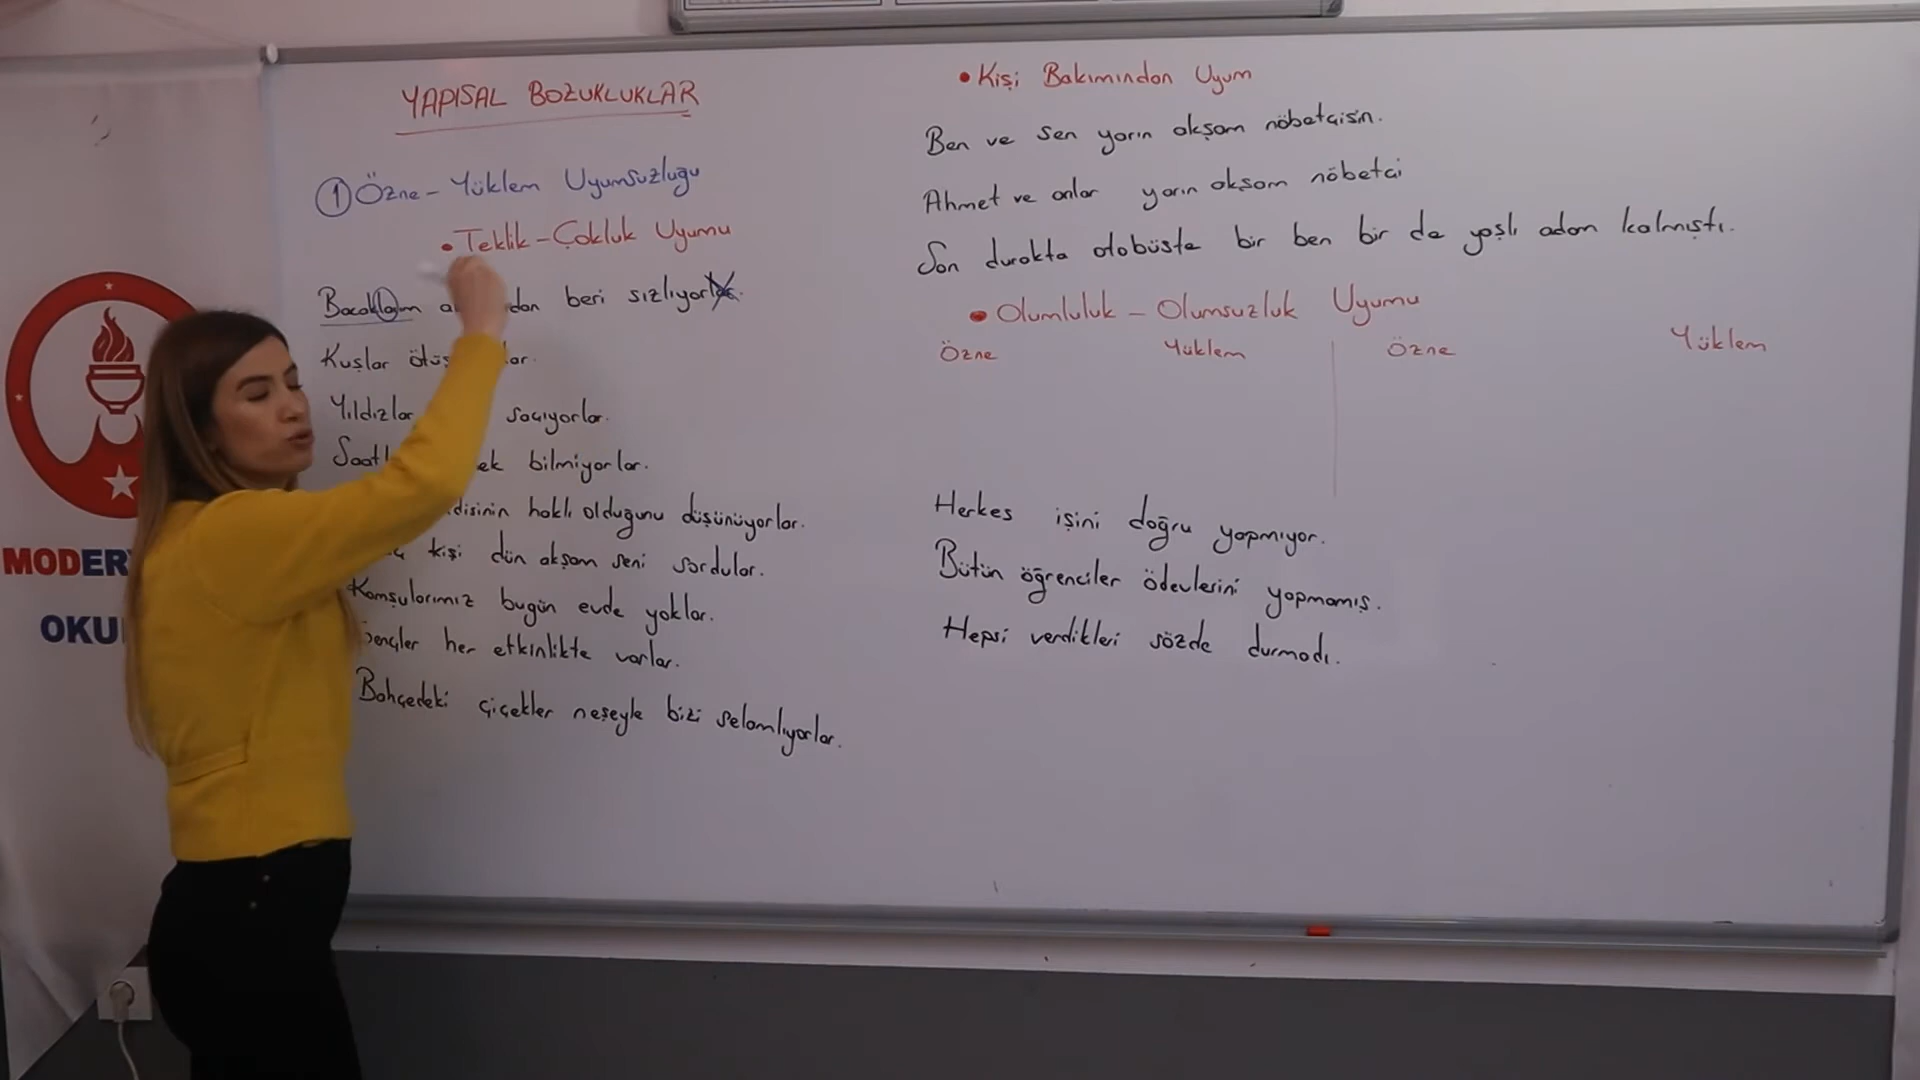 YAPISAL BOZUKLUKLAR
① Özne - Yüklem Uyumsuzluğu
• Teklik - Çokluk Uyumu
Bacaklarım beri sızlıyorlar.
Kuşlar
Yıldızlar saçıyorlar.
bilmiyorlar.
haklı olduğunu düşünüyorlar.
kişi dün akşam seni sordular.
Komşularımız bugün evde yoklar.
her etkinlikte varlar.
Bahçedeki çiçekler neşeyle bizi selamlıyorlar.
• Kişi Bakımından Uyum
Ben ve sen yarın akşam nöbetçisin.
Ahmet ve onlar yarın akşam nöbetçi
Son durakta otobüste bir ben bir de yaşlı adam kalmıştı.
• Olumluluk - Olumsuzluk Uyumu
Özne Yüklem Özne Yüklem
Herkes işini doğru yapmıyor.
Bütün öğrenciler ödevlerini yapmamış.
Hepsi verdikleri sözde durmadı.
MODER
OKU